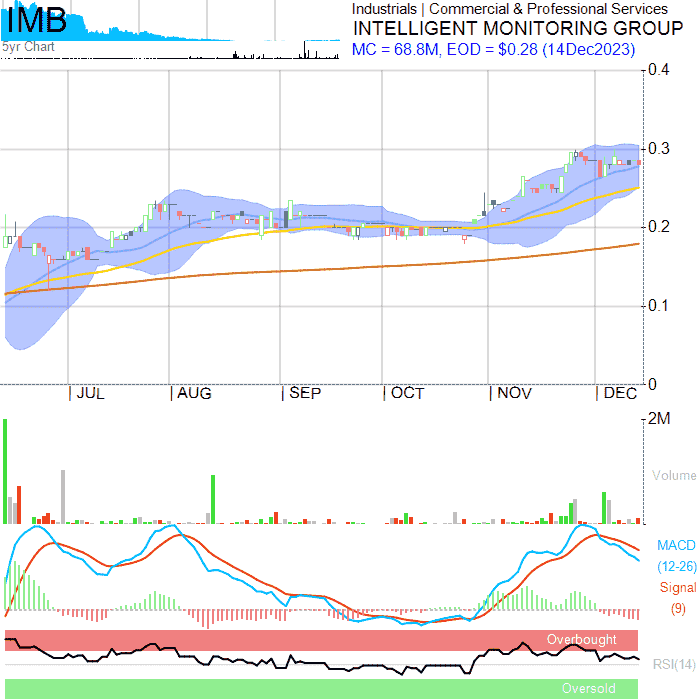 IMB
5yr Chart
Industrials | Commercial & Professional Services
INTELLIGENT MONITORING GROUP
MC = 68.8M, EOD = $0.28 (14Dec2023)
0.4
0.3
0.2
0.1
0
JUL AUG SEP OCT NOV DEC
2M
Volume
MACD
(12-26)
Signal
(9)
Overbought
RSI(14)
Oversold